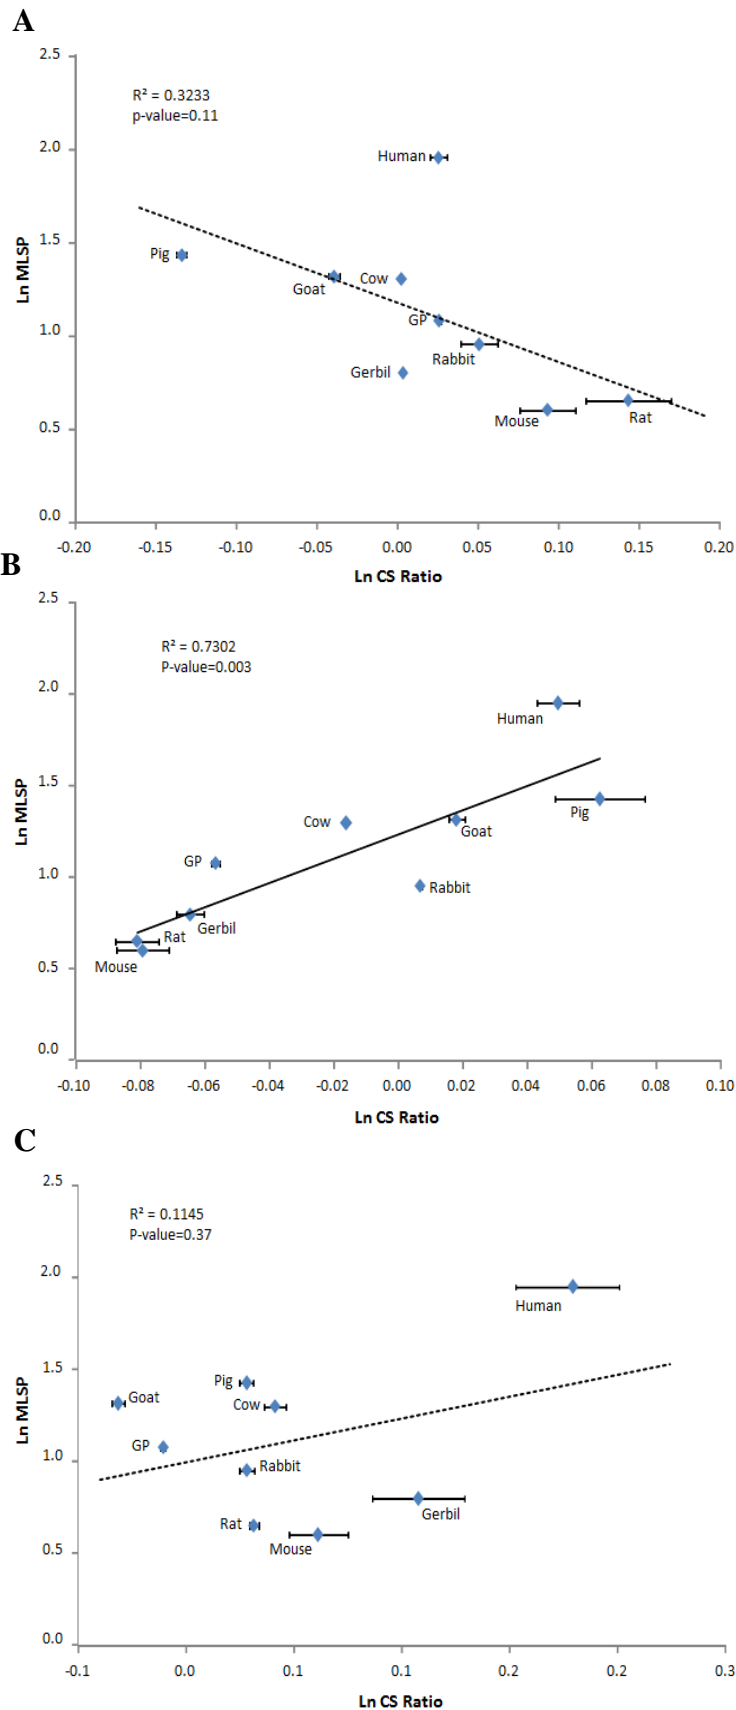 A
2.5
R² = 0.3233
p-value=0.11
2.0
Human
1.5
Pig
Goat
Cow
GP
1.0
Rabbit
Gerbil
Mouse
Rat
0.5
0.0
Ln MLSP
-0.20 -0.15 -0.10 -0.05 0.00 0.05 0.10 0.15 0.20
Ln CS Ratio
B
2.5
R² = 0.7302
P-value=0.003
2.0
Human
1.5
Pig
Cow
Goat
GP
1.0
Rabbit
Gerbil
Rat
Mouse
0.5
0.0
Ln MLSP
-0.10 -0.08 -0.06 -0.04 -0.02 0.00 0.02 0.04 0.06 0.08 0.10
Ln CS Ratio
C
2.5
R² = 0.1145
P-value=0.37
2.0
Human
1.5
Pig
Goat
Cow
GP
1.0
Rabbit
Gerbil
Rat
Mouse
0.5
0.0
Ln MLSP
-0.1 0.0 0.1 0.1 0.2 0.2 0.3
Ln CS Ratio